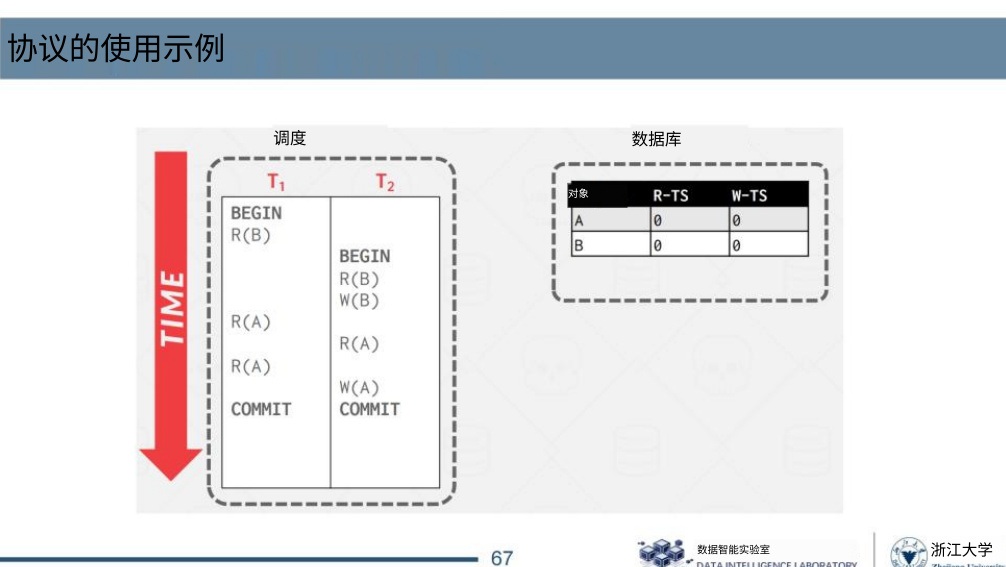 协议的使用示例
调度
数据库
T1 T2
BEGIN
R(B)
BEGIN
R(B)
W(B)
R(A)
R(A)
R(A)
W(A)
COMMIT COMMIT
TIME
对象 R-TS W-TS
A 0 0
B 0 0
67
数据智能实验室
DATA INTELLIGENCE LABORATORY
浙江大学
Zhejiang University